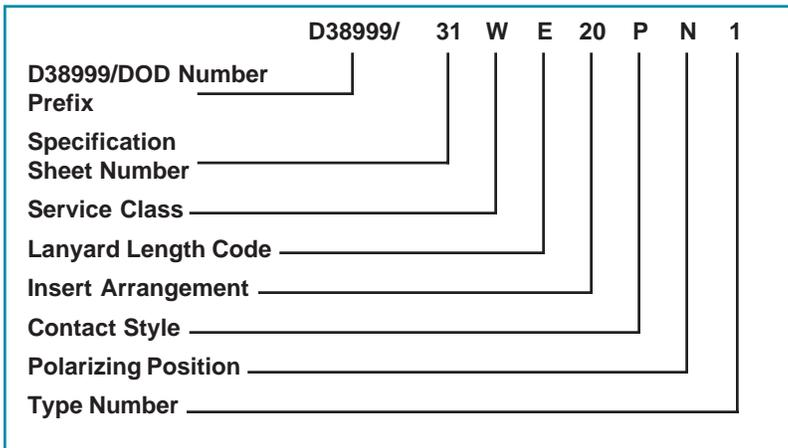 D38999/ 31 W E 20 P N 1
D38999/DOD Number
Prefix
Specification
Sheet Number
Service Class
Lanyard Length Code
Insert Arrangement
Contact Style
Polarizing Position
Type Number